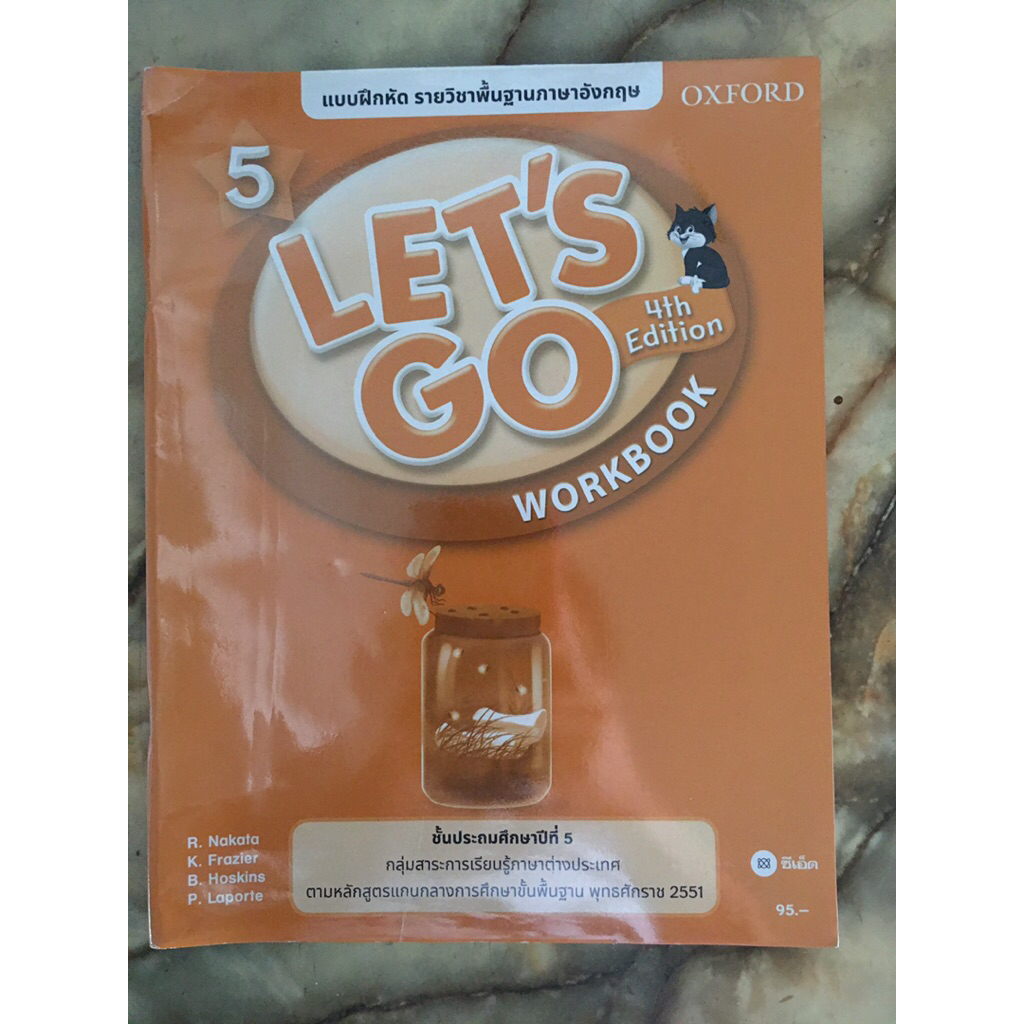 แบบฝึกหัด รายวิชาพื้นฐานภาษาอังกฤษ
OXFORD
5
LET'S
GO
4th
Edition
WORKBOOK
R. Nakata
K. Frazier
B. Hoskins
P. Laporte
ชั้นประถมศึกษาปีที่ 5
กลุ่มสาระการเรียนรู้ภาษาต่างประเทศ
ตามหลักสูตรแกนกลางการศึกษาขั้นพื้นฐาน พุทธศักราช 2551
ซีเอ็ด
95.–